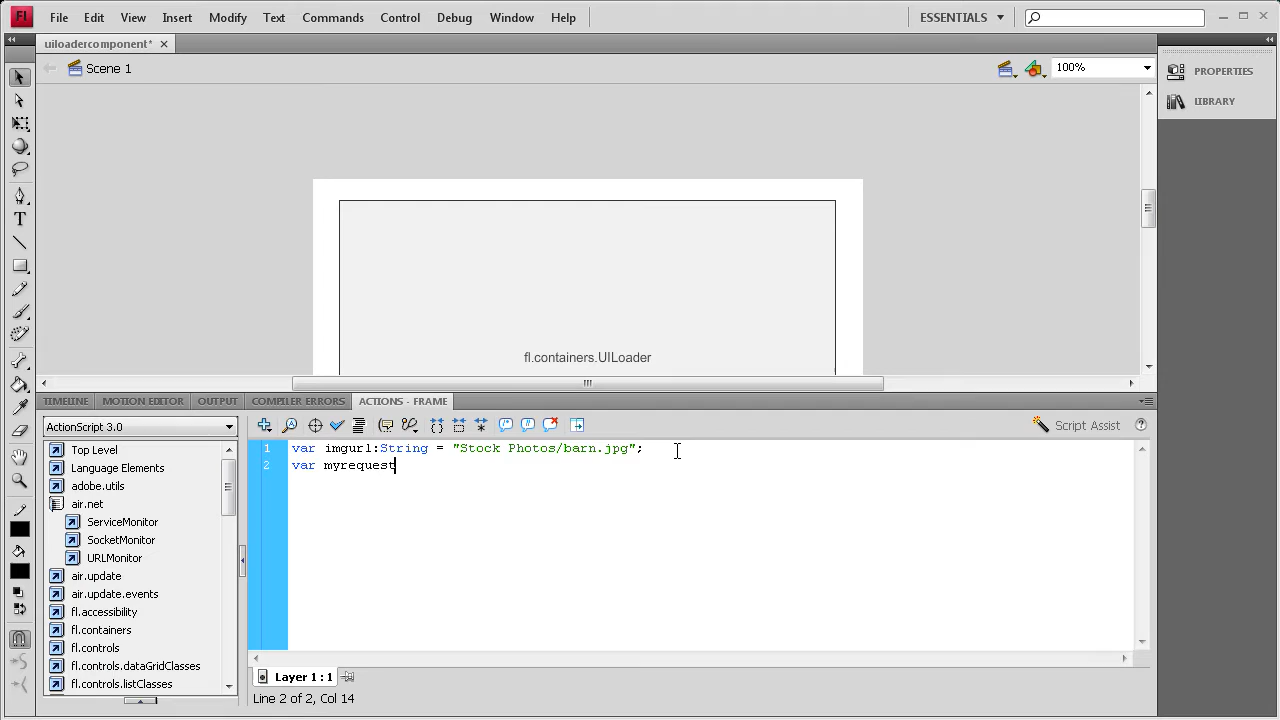 Fl File Edit View Insert Text Commands Control Debug Window Help ESSENTIALS
uiloadercomponent*
Scene 1 100%
PROPERTIES
LIBRARY
fl.containers.UILoader
TIMELINE MOTION EDITOR OUTPUT COMPILER ERRORS ACTIONS - FRAME
ActionScript 3.0 Script Assist
Top Level
Language Elements
adobe.utils
air.net
ServiceMonitor
SocketMonitor
URLMonitor
air.update
air.update.events
fl.accessibility
fl.containers
fl.controls
fl.controls.dataGridClasses
fl.controls.listClasses
1 var imgurl:String = "Stock Photos/barn.jpg";
2 var myrequest
Layer 1 : 1
Line 2 of 2, Col 14